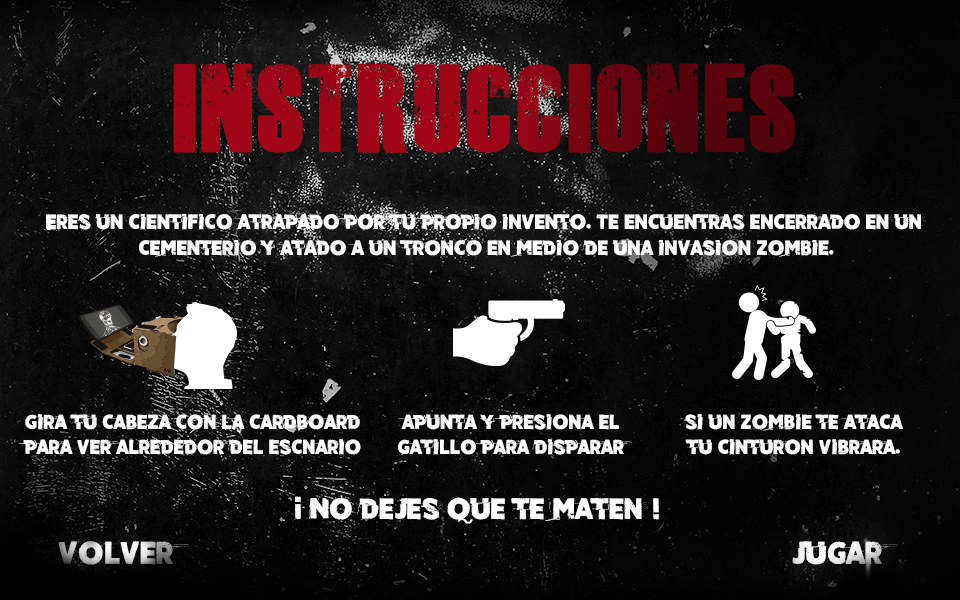 INSTRUCCIONES
ERES UN CIENTIFICO ATRAPADO POR TU PROPIO INVENTO. TE ENCUENTRAS ENCERRADO EN UN
CEMENTERIO Y ATADO A UN TRONCO EN MEDIO DE UNA INVASION ZOMBIE.
GIRA TU CABEZA CON LA CARDBOARD
PARA VER ALREDEDOR DEL ESCNARIO
APUNTA Y PRESIONA EL
GATILLO PARA DISPARAR
SI UN ZOMBIE TE ATACA
TU CINTURON VIBRARA.
¡ NO DEJES QUE TE MATEN !
VOLVER
JUGAR